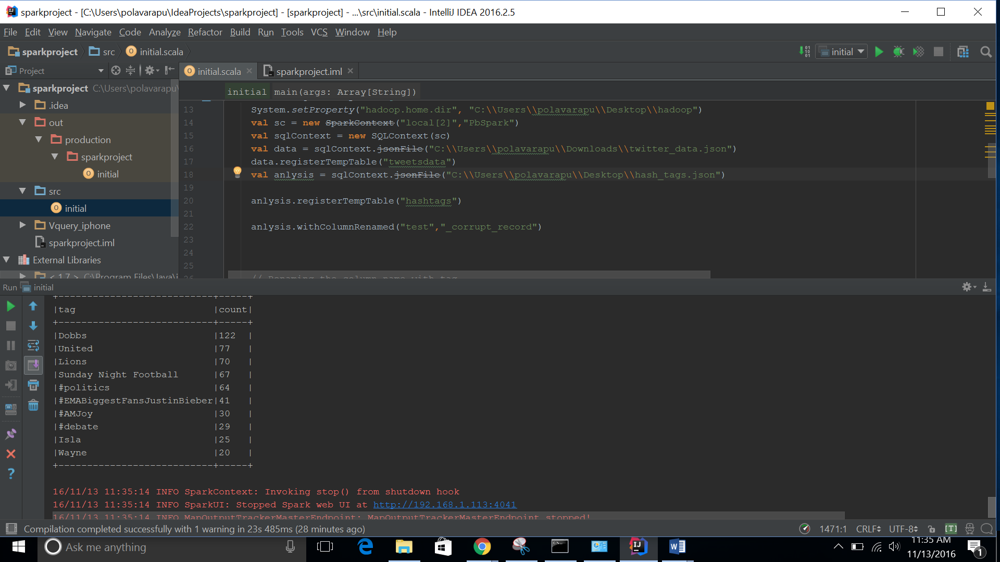 sparkproject - [C:\Users\polavarapu\IdeaProjects\sparkproject] - [sparkproject] - ...\src\initial.scala - IntelliJ IDEA 2016.2.5
File Edit View Navigate Code Analyze Refactor Build Run Tools VCS Window Help
sparkproject src initial.scala
initial
Project
initial.scala
sparkproject.iml
sparkproject C:\Users\polavarapu\
.idea
out
production
sparkproject
initial
src
initial
Vquery_iphone
sparkproject.iml
External Libraries
< 1.7 > C:\Program Files\Java\j
initial main(args: Array[String])
13 System.setProperty("hadoop.home.dir", "C:\\Users\\polavarapu\\Desktop\\hadoop")
14 val sc = new SparkContext("local[2]","PbSpark")
15 val sqlContext = new SQLContext(sc)
16 val data = sqlContext.jsonFile("C:\\Users\\polavarapu\\Downloads\\twitter_data.json")
17 data.registerTempTable("tweetsdata")
18 val anlysis = sqlContext.jsonFile("C:\\Users\\polavarapu\\Desktop\\hash_tags.json")
19
20 anlysis.registerTempTable("hashtags")
21
22 anlysis.withColumnRenamed("test","_corrupt_record")
23
24
25
26 // Renaming the column name with tag
Run initial
+---------------------------+-----+
|tag |count|
+---------------------------+-----+
|Dobbs |122 |
|United |77 |
|Lions |70 |
|Sunday Night Football |67 |
|#politics |64 |
|#EMABiggestFansJustinBieber|41 |
|#AMJoy |30 |
|#debate |29 |
|Isla |25 |
|Wayne |20 |
+---------------------------+-----+
16/11/13 11:35:14 INFO SparkContext: Invoking stop() from shutdown hook
16/11/13 11:35:14 INFO SparkUI: Stopped Spark web UI at http://192.168.1.113:4041
16/11/13 11:35:14 INFO MapOutputTrackerMasterEndpoint: MapOutputTrackerMasterEndpoint stopped!
Compilation completed successfully with 1 warning in 23s 485ms (28 minutes ago)
1471:1 CRLF UTF-8 [T]
Ask me anything
11:35 AM
11/13/2016
1